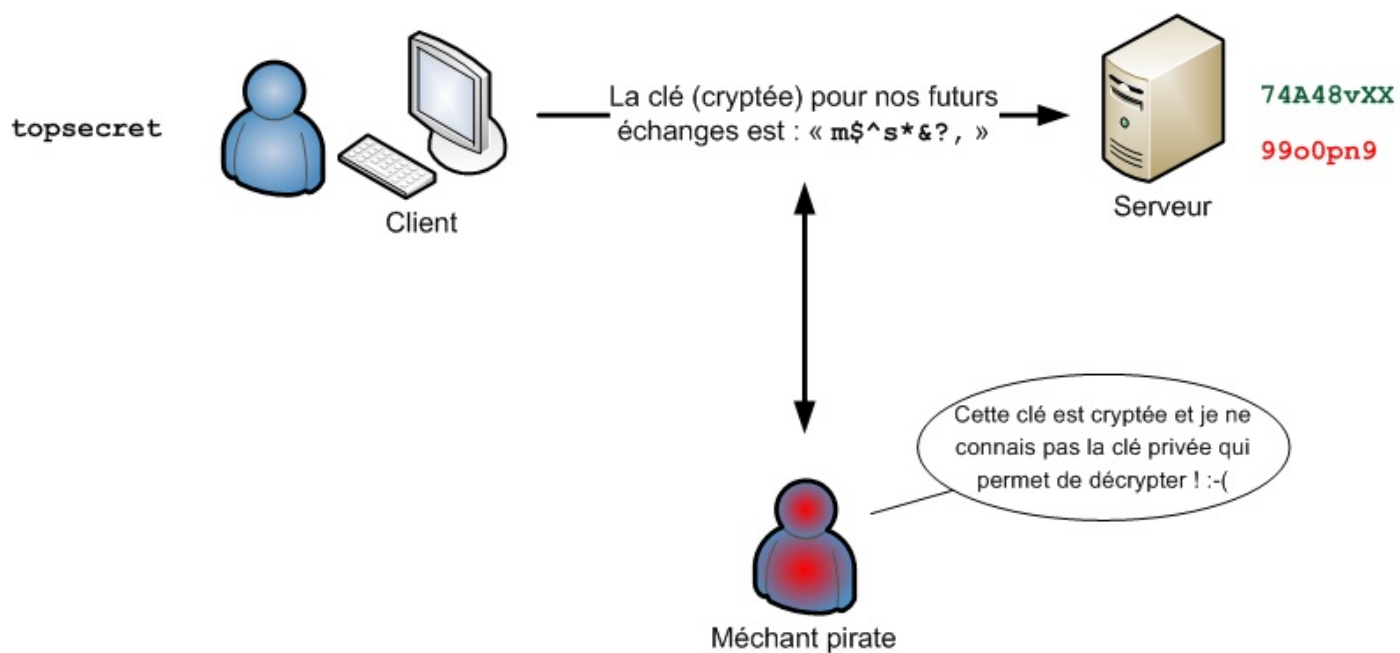 topsecret
Client
La clé (cryptée) pour nos futurs
échanges est : « m$^s*&?, »
74A48vXX
99o0pn9
Serveur
Cette clé est cryptée et je ne
connais pas la clé privée qui
permet de décrypter ! :-(
Méchant pirate